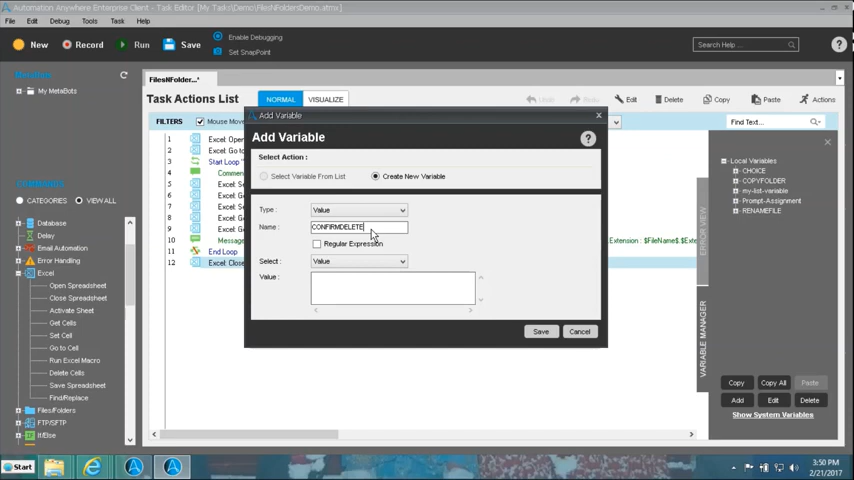 Automation Anywhere Enterprise Client - Task Editor [My Tasks\Demo\FilesNFoldersDemo.atmx]
File Edit Debug Tools Task Help
New Record Run Save
Enable Debugging
Set SnapPoint
Search Help ...
MetaBots
My MetaBots
FilesNFolder...*
Task Actions List
NORMAL VISUALIZE
Undo Redo Edit Delete Copy Paste Actions
FILTERS Mouse Mov
Find Text...
1 Excel: Ope
2 Excel: Go to
3 Start Loop "
4 Commen
5 Excel: Se
6 Excel: Se
7 Excel: Se
8 Excel: Se
9 Excel: Se
10 Messag
Extension : $FileName$.$Ex
11 End Loop
12 Excel: Close
COMMANDS
CATEGORIES VIEW ALL
Database
Delay
Email Automation
Error Handling
Excel
Open Spreadsheet
Close Spreadsheet
Activate Sheet
Get Cells
Set Cell
Go to Cell
Run Excel Macro
Delete Cells
Save Spreadsheet
Find/Replace
Files/Folders
FTP/SFTP
If/Else
Add Variable
Add Variable
Select Action :
Select Variable From List Create New Variable
Type : Value
Name : CONFIRMDELETE
Regular Expression
Select : Value
Value :
Save Cancel
ERROR VIEW
VARIABLE MANAGER
Local Variables
CHOICE
COPYFOLDER
my-list-variable
Prompt-Assignment
RENAMEFILE
Copy Copy All Paste
Add Edit Delete
Show System Variables
Start
3:50 PM
2/21/2017